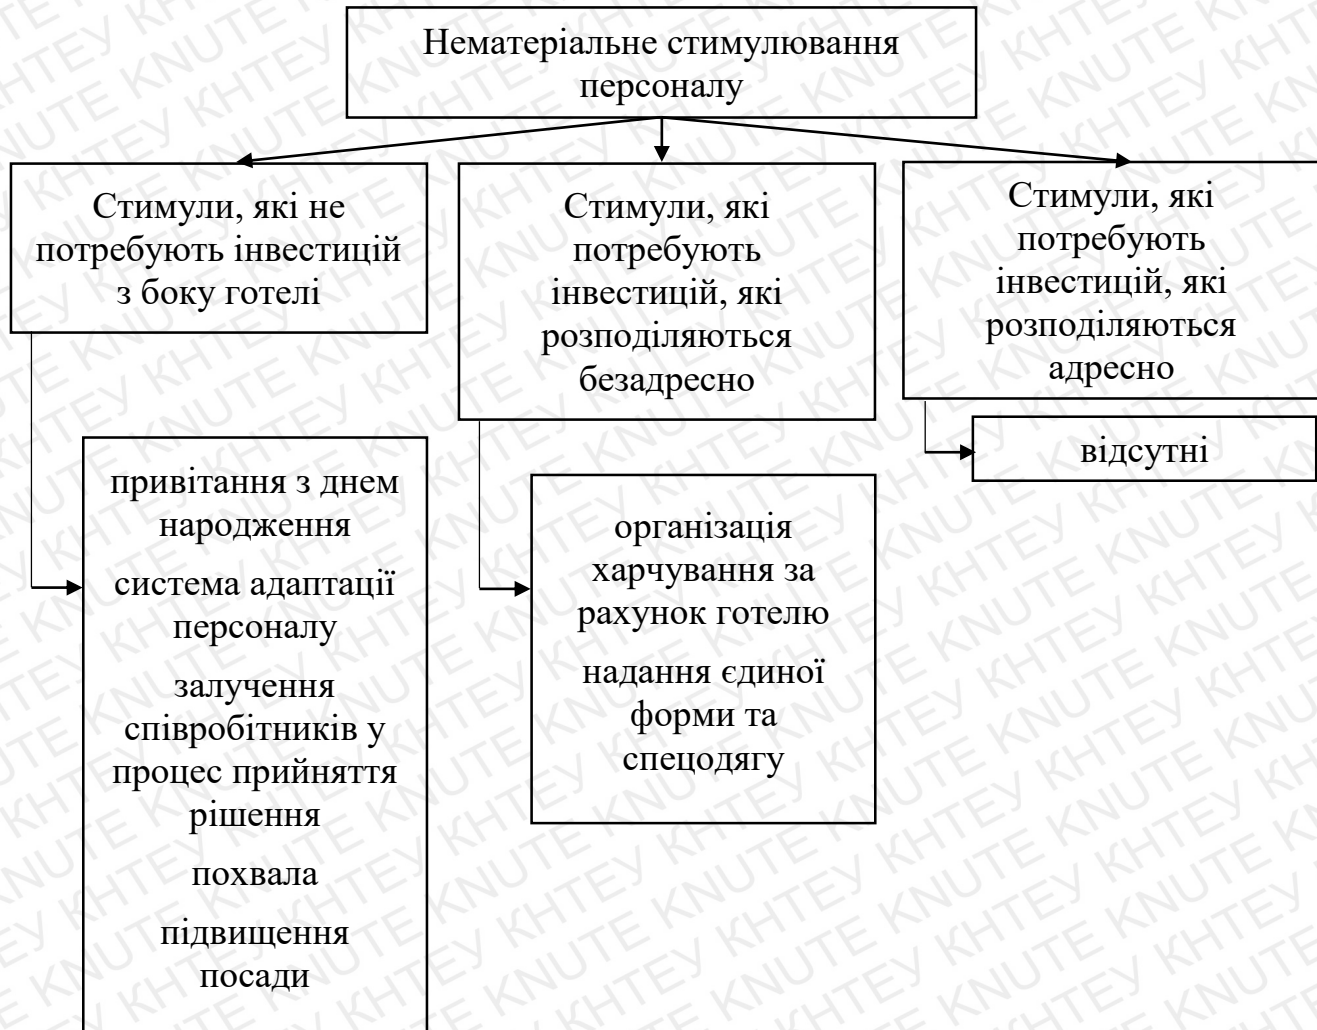 Нематеріальне стимулювання
персоналу
Стимули, які не
потребують інвестицій
з боку готелі
Стимули, які
потребують
інвестицій, які
розподіляються
безадресно
Стимули, які
потребують
інвестицій, які
розподіляються
адресно
привітання з днем
народження
система адаптації
персоналу
залучення
співробітників у
процес прийняття
рішення
похвала
підвищення
посади
організація
харчування за
рахунок готелю
надання єдиної
форми та
спецодягу
відсутні